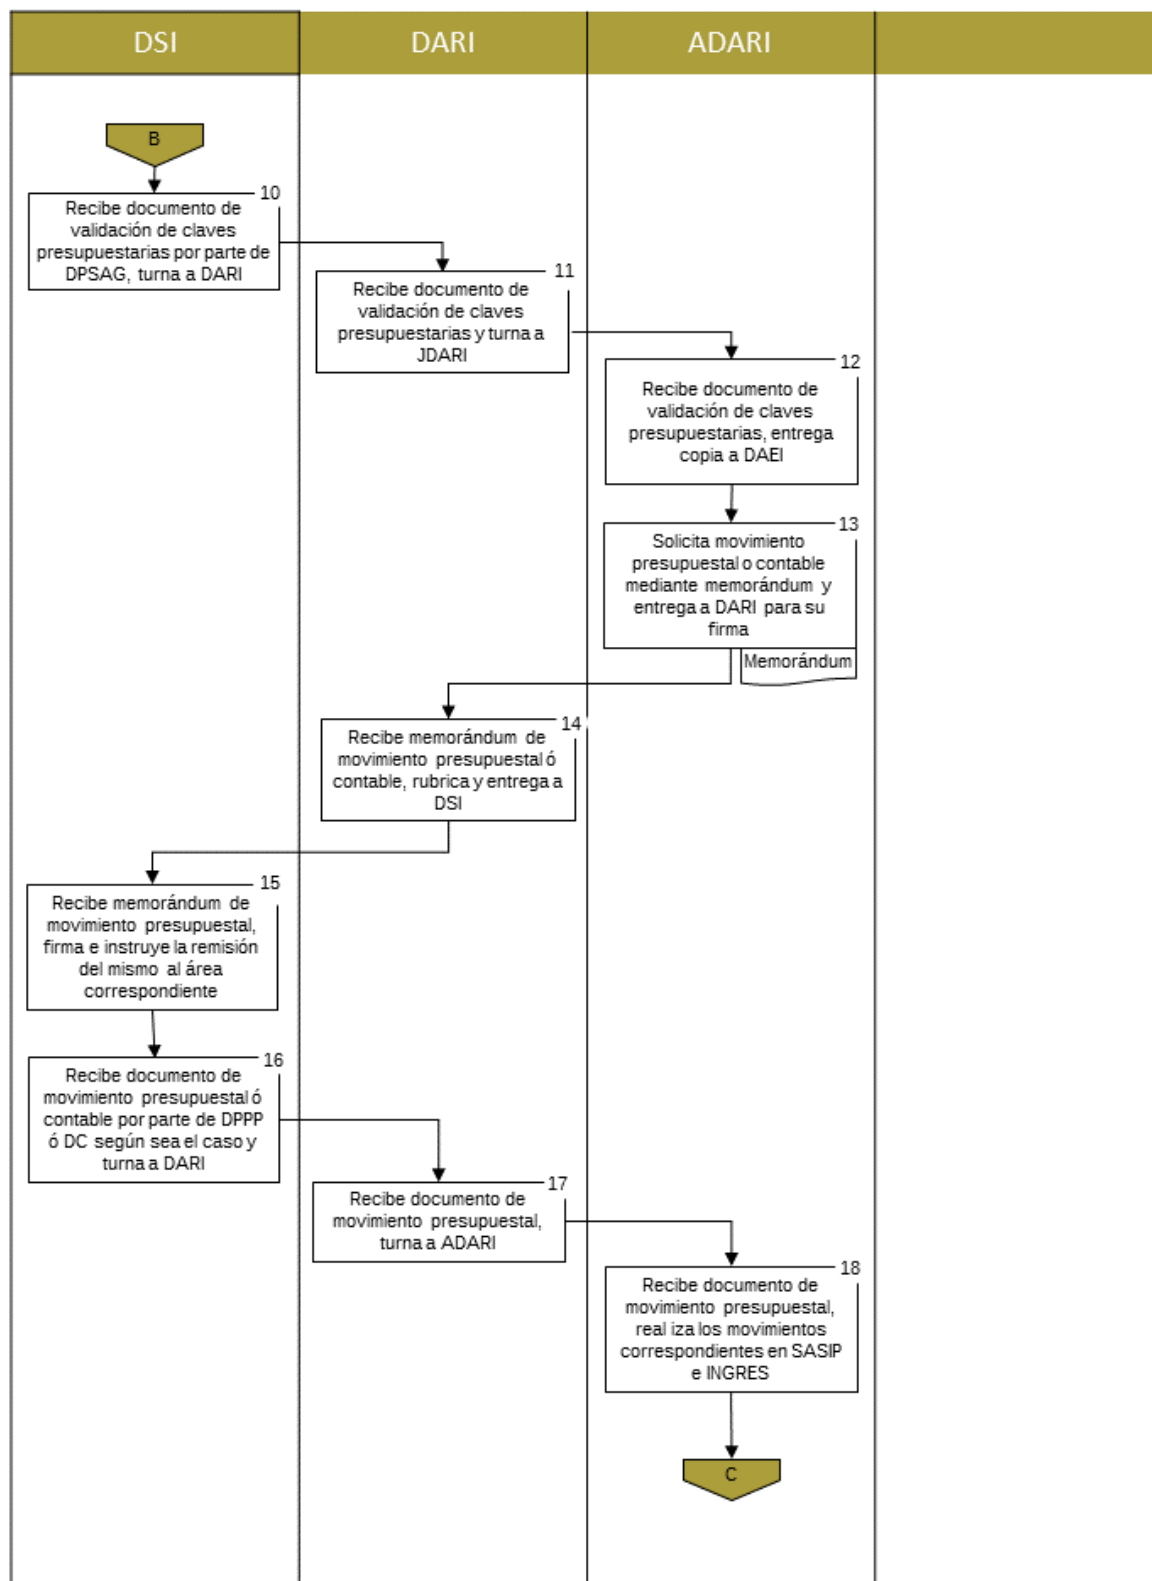 DSI
DARI
ADARI
B
10
Recibe documento de
validación de claves
presupuestarias por parte de
DPSAG, turna a DARI
11
Recibe documento de
validación de claves
presupuestarias y turna a
JDARI
12
Recibe documento de
validación de claves
presupuestarias, entrega
copia a DAEI
13
Solicita movimiento
presupuestal o contable
mediante memorándum y
entrega a DARI para su
firma
Memorándum
14
Recibe memorándum de
movimiento presupuestal ó
contable, rubrica y entrega a
DSI
15
Recibe memorándum de
movimiento presupuestal,
firma e instruye la remisión
del mismo al área
correspondiente
16
Recibe documento de
movimiento presupuestal ó
contable por parte de DPPP
ó DC según sea el caso y
turna a DARI
17
Recibe documento de
movimiento presupuestal,
turna a ADARI
18
Recibe documento de
movimiento presupuestal,
real iza los movimientos
correspondientes en SASIP
e INGRES
C